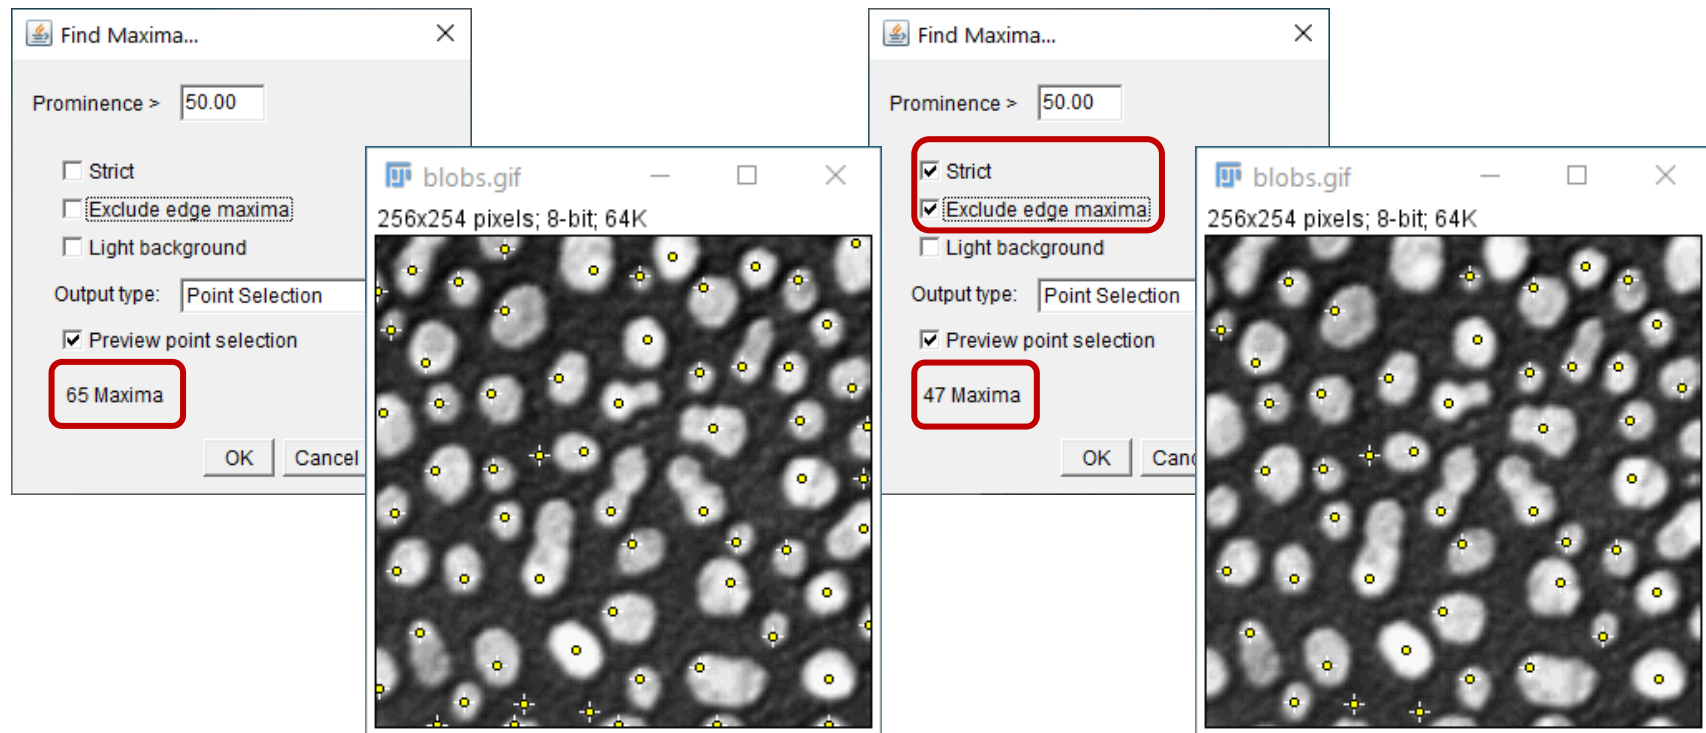 Find Maxima...
Prominence > 50.00
Strict
Exclude edge maxima
Light background
Output type: Point Selection
Preview point selection
65 Maxima
OK Cancel
blobs.gif
256x254 pixels; 8-bit; 64K
Find Maxima...
Prominence > 50.00
Strict
Exclude edge maxima
Light background
Output type: Point Selection
Preview point selection
47 Maxima
OK Canc
blobs.gif
256x254 pixels; 8-bit; 64K